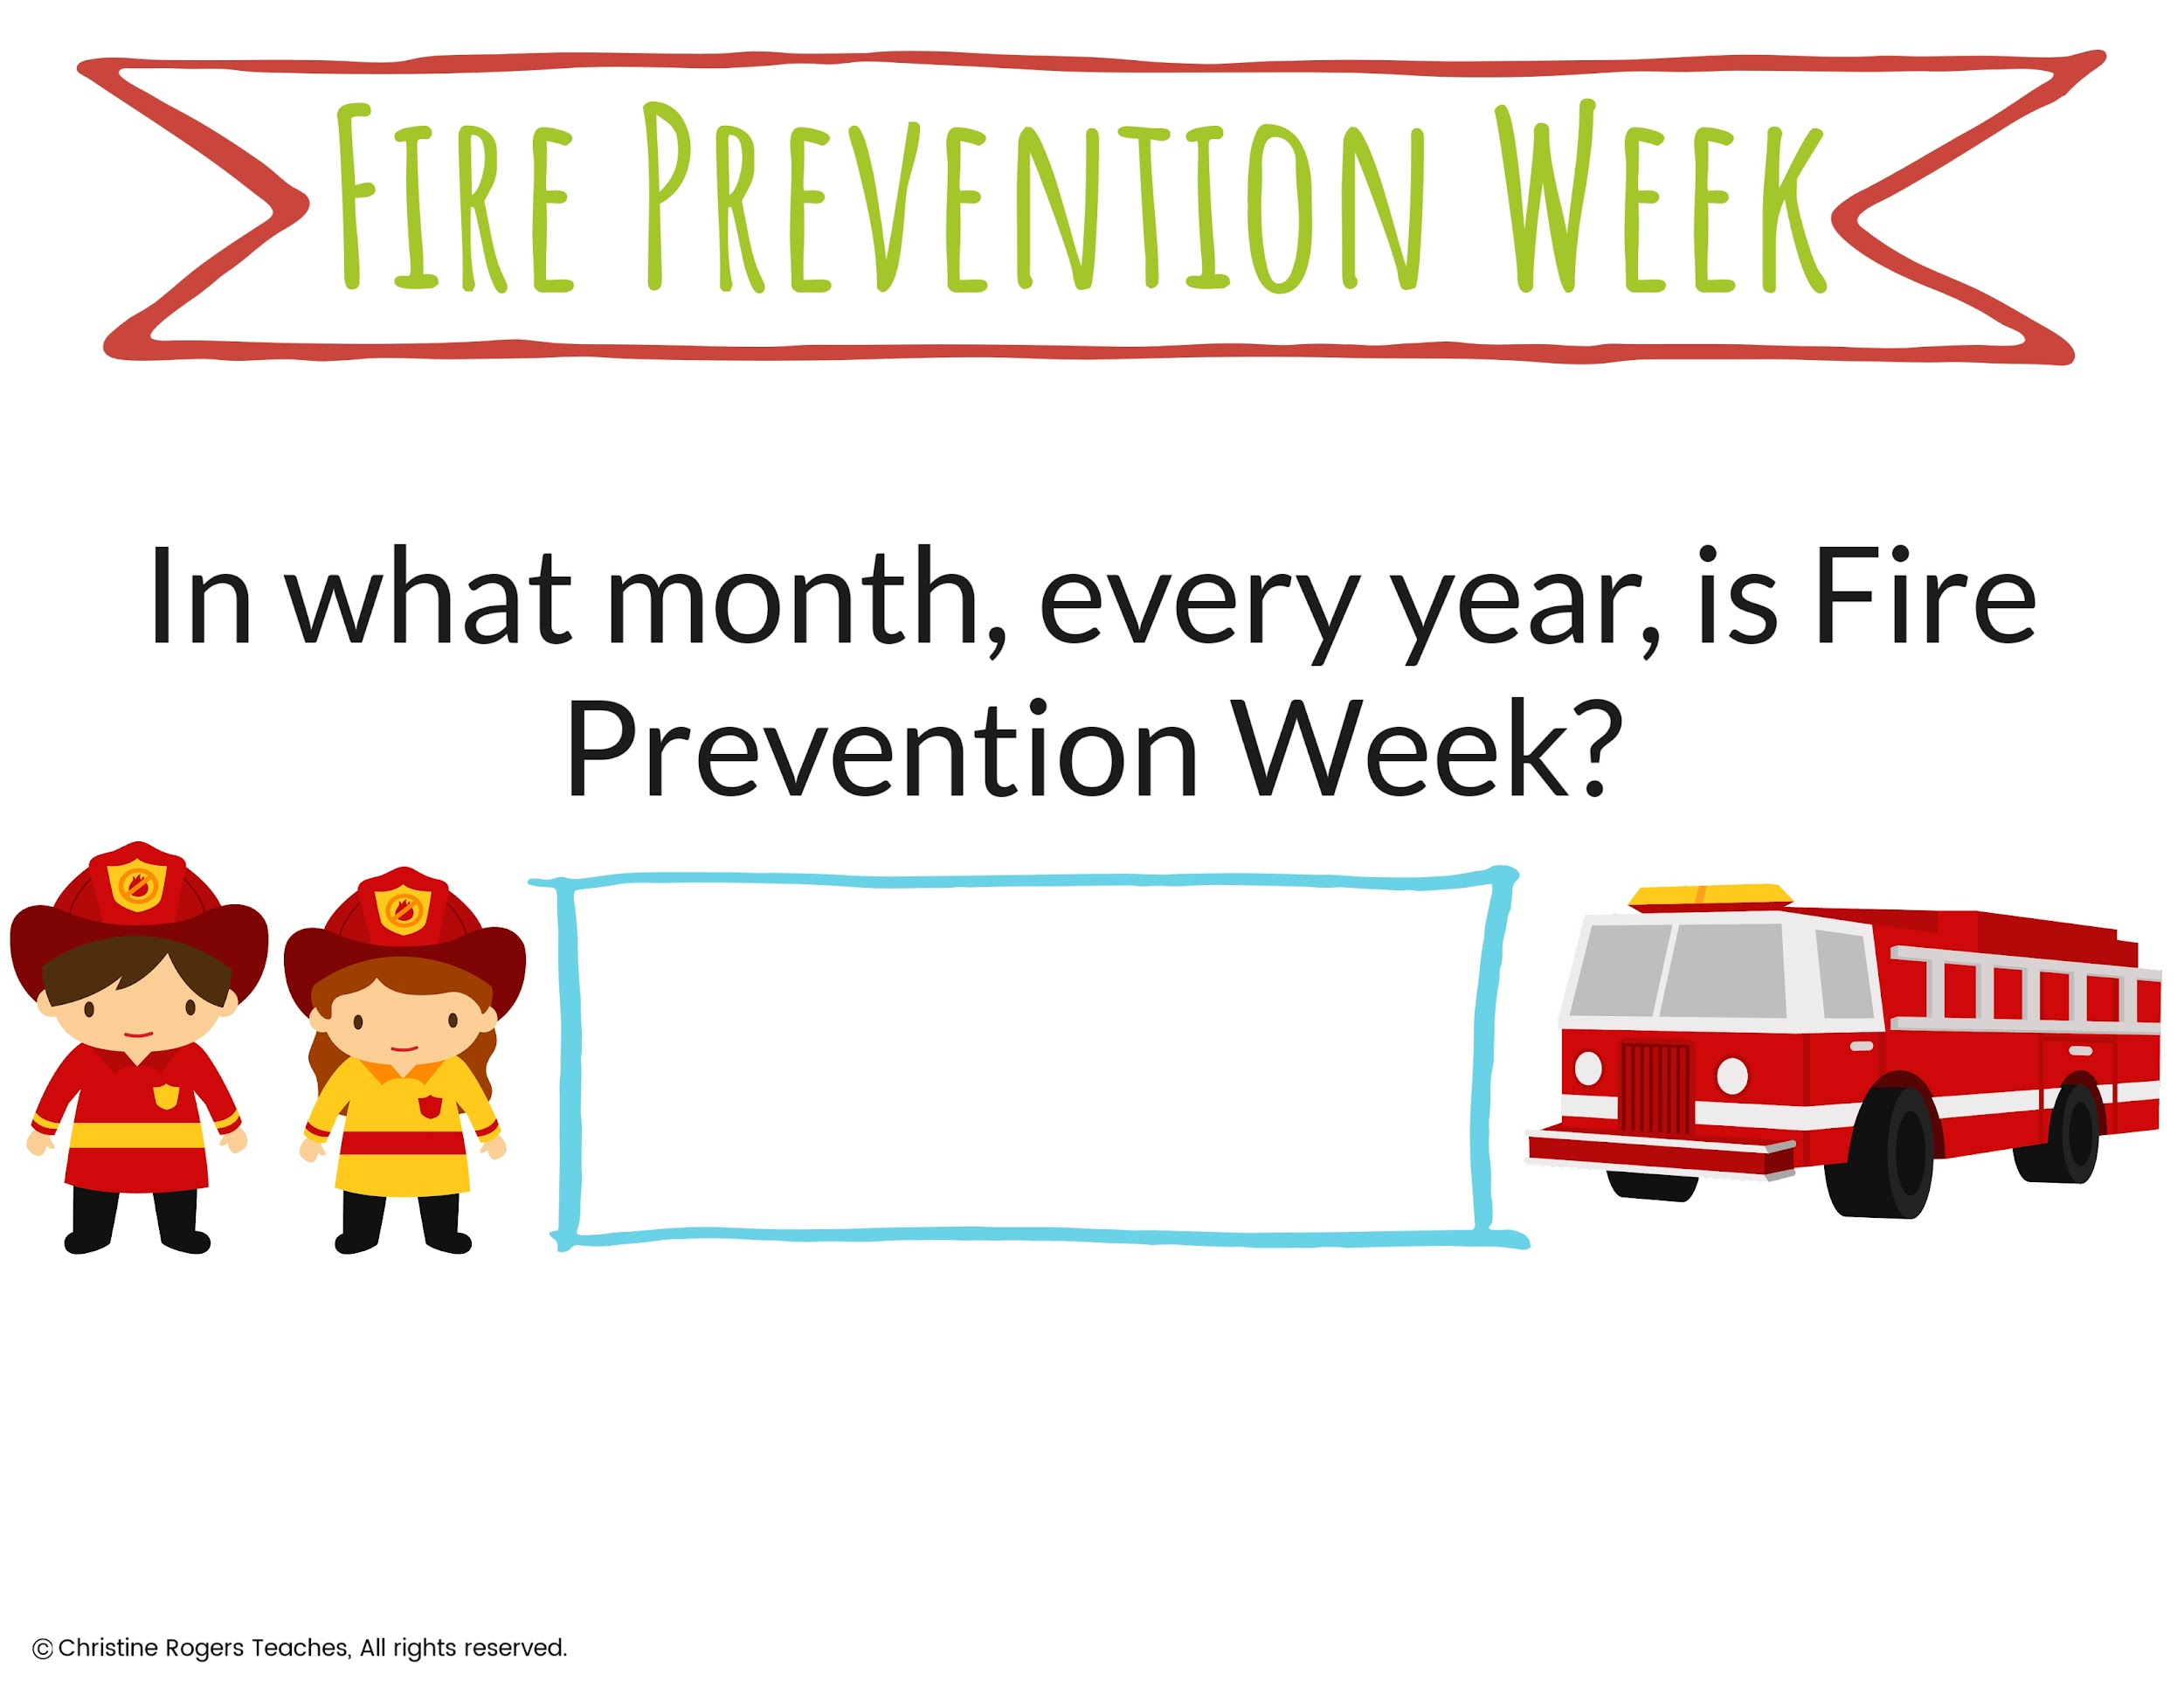 Fire Prevention Week
In what month, every year, is Fire
Prevention Week?
© Christine Rogers Teaches, All rights reserved.